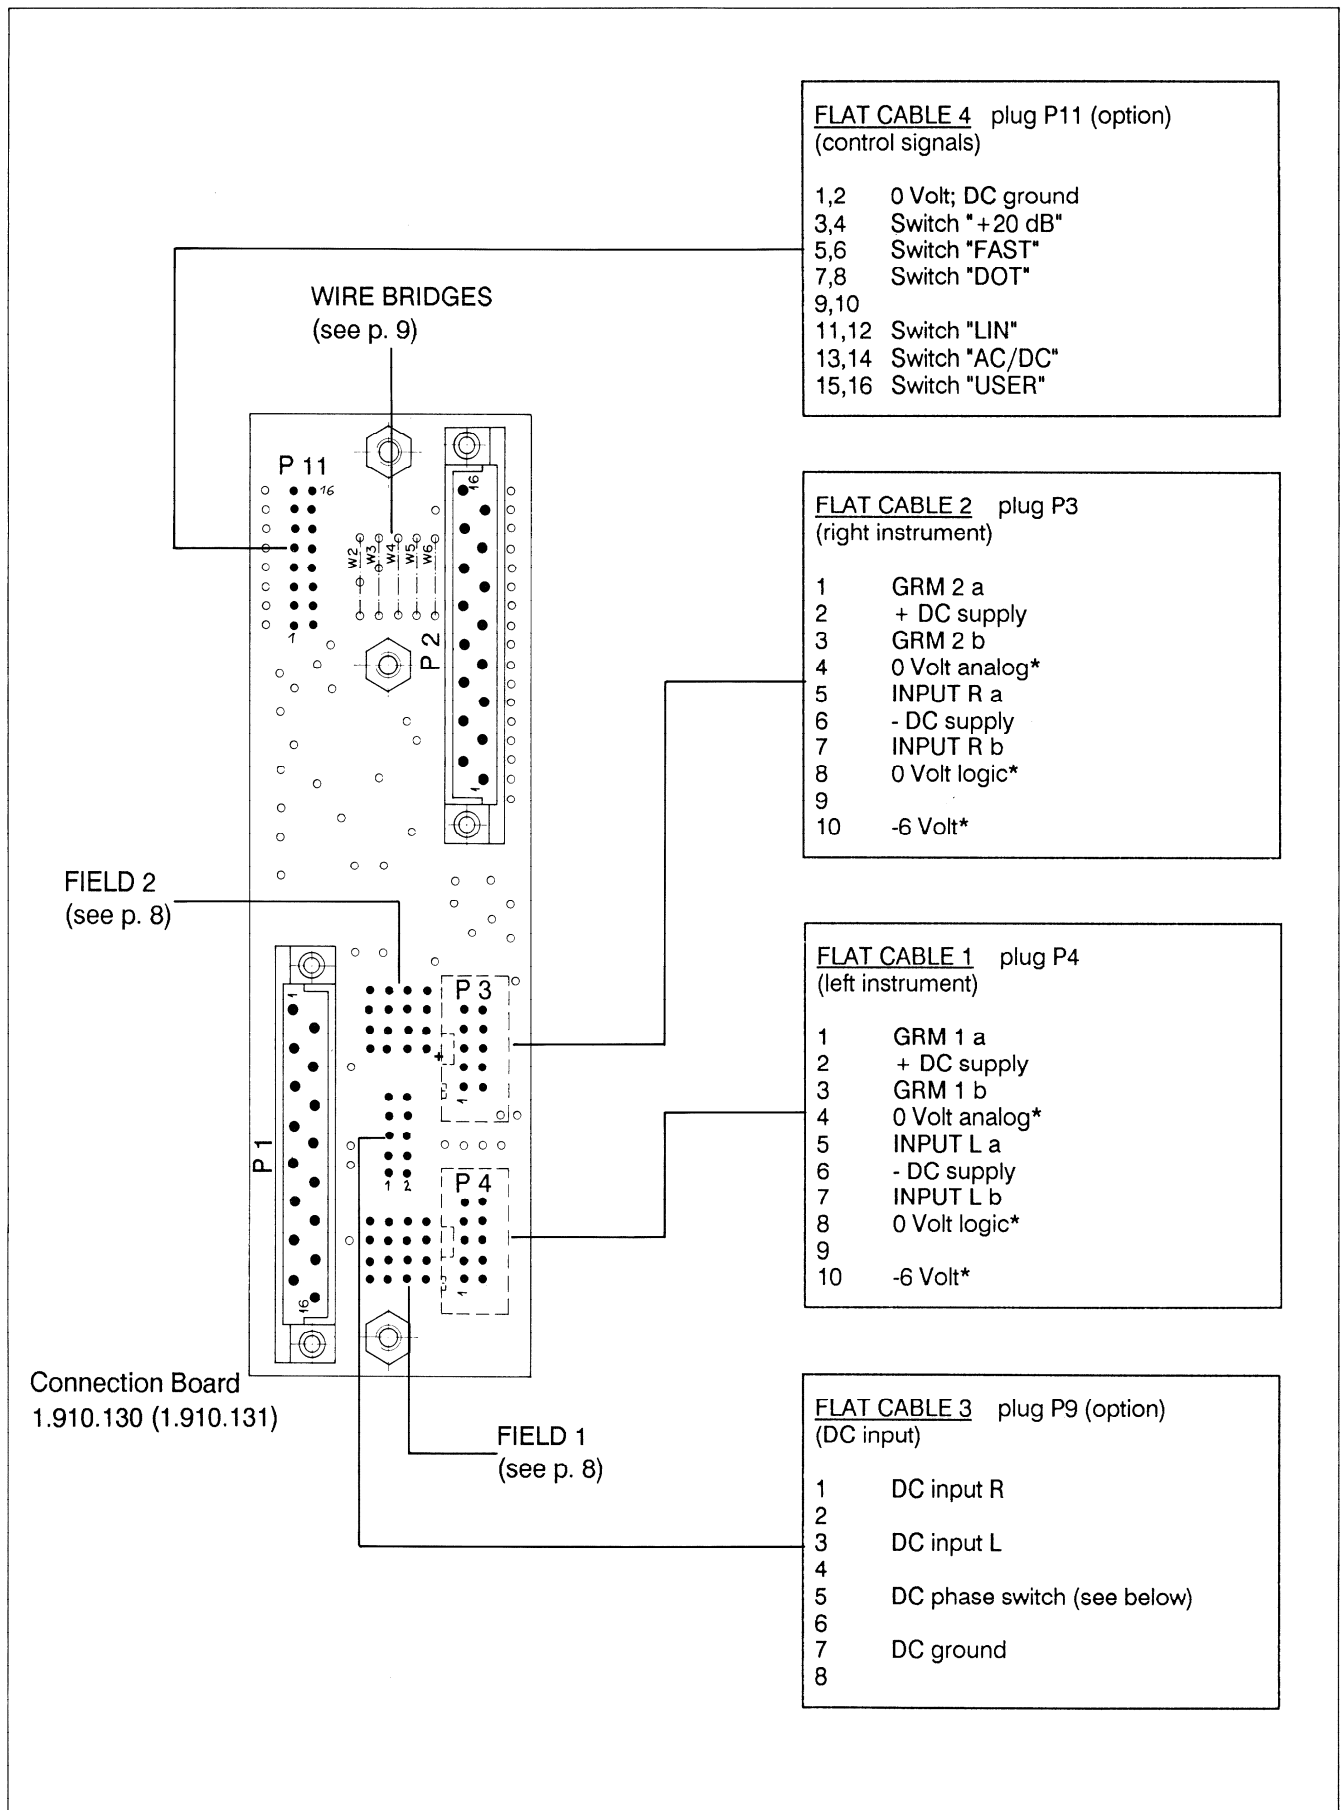 FLAT CABLE 4 plug P11 (option)
(control signals)
1,2 0 Volt; DC ground
3,4 Switch "+20 dB"
5,6 Switch "FAST"
7,8 Switch "DOT"
9,10
11,12 Switch "LIN"
13,14 Switch "AC/DC"
15,16 Switch "USER"
WIRE BRIDGES
(see p. 9)
P 11
16
1
W2
W3
W4
W5
W6
P 2
16
1
FLAT CABLE 2 plug P3
(right instrument)
1 GRM 2 a
2 + DC supply
3 GRM 2 b
4 0 Volt analog*
5 INPUT R a
6 - DC supply
7 INPUT R b
8 0 Volt logic*
9
10 -6 Volt*
FIELD 2
(see p. 8)
P 1
1
16
P 3
+
1
1 2
P 4
1
FLAT CABLE 1 plug P4
(left instrument)
1 GRM 1 a
2 + DC supply
3 GRM 1 b
4 0 Volt analog*
5 INPUT L a
6 - DC supply
7 INPUT L b
8 0 Volt logic*
9
10 -6 Volt*
Connection Board
1.910.130 (1.910.131)
FIELD 1
(see p. 8)
FLAT CABLE 3 plug P9 (option)
(DC input)
1 DC input R
2
3 DC input L
4
5 DC phase switch (see below)
6
7 DC ground
8